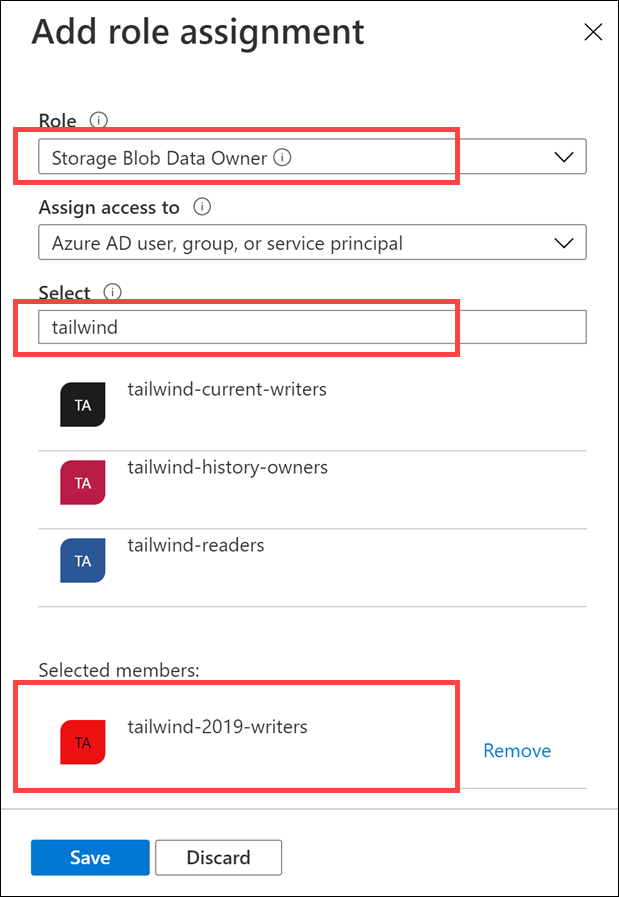 Add role assignment
Role
Storage Blob Data Owner
Assign access to
Azure AD user, group, or service principal
Select
tailwind
TA
tailwind-current-writers
TA
tailwind-history-owners
TA
tailwind-readers
Selected members:
TA
tailwind-2019-writers
Remove
Save
Discard